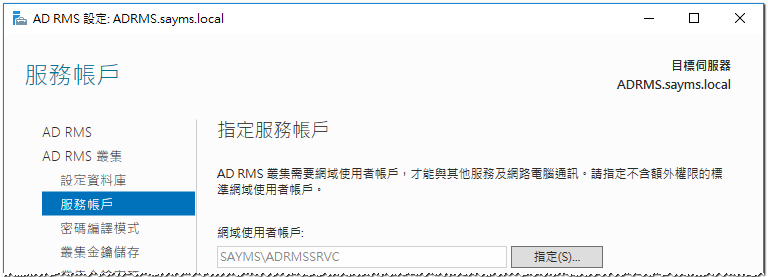 AD RMS 設定: ADRMS.sayms.local
服務帳戶
目標伺服器
ADRMS.sayms.local
AD RMS
AD RMS 叢集
設定資料庫
服務帳戶
密碼編譯模式
叢集金鑰儲存
指定服務帳戶
AD RMS 叢集需要網域使用者帳戶，才能與其他服務及網路電腦通訊。請指定不含額外權限的標
準網域使用者帳戶。
網域使用者帳戶:
SAYMS\ADRMSSRVC
指定(S)...